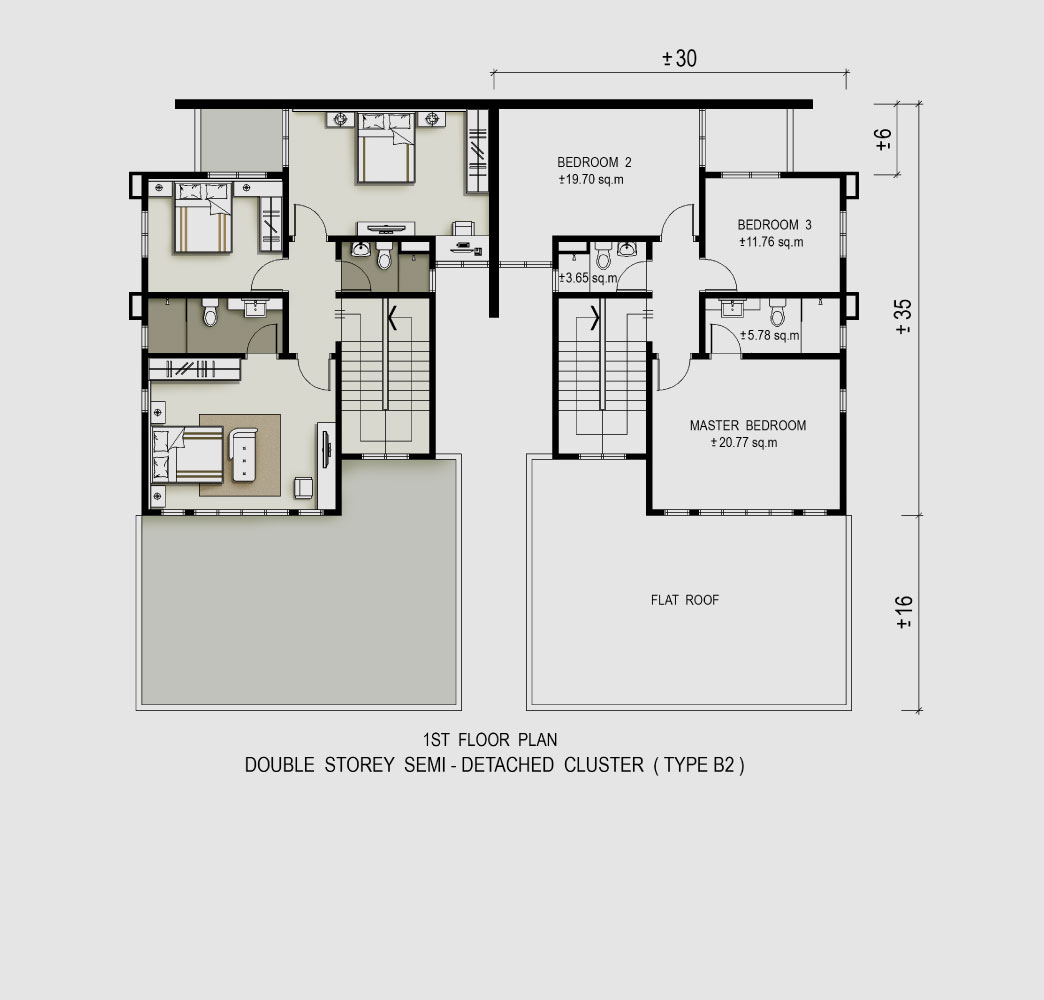 ±30
±6
BEDROOM 2
±19.70 sq.m
BEDROOM 3
±11.76 sq.m
±3.65 sq.m
±35
±5.78 sq.m
MASTER BEDROOM
±20.77 sq.m
FLAT ROOF
±16
1ST FLOOR PLAN
DOUBLE STOREY SEMI - DETACHED CLUSTER ( TYPE B2 )